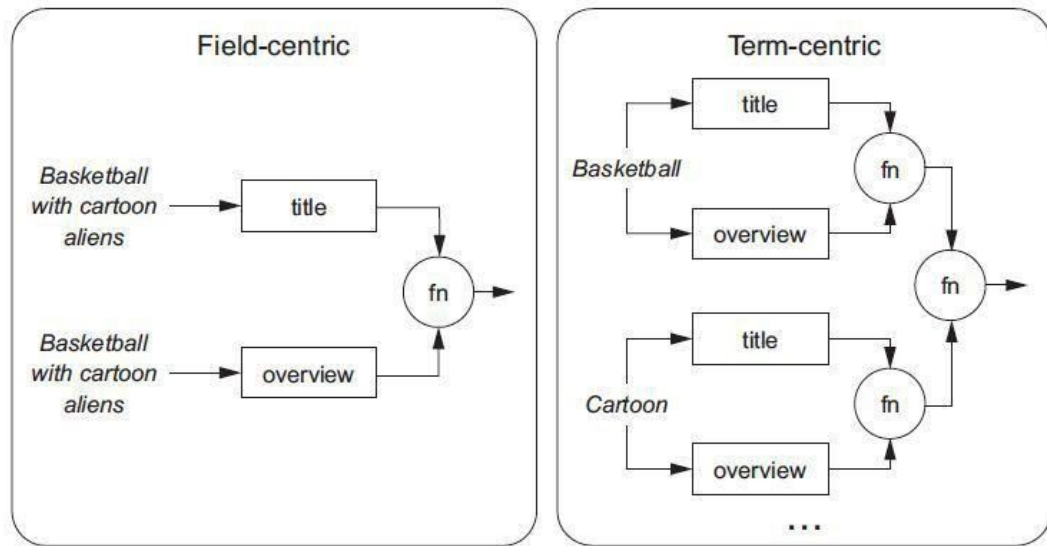 Field-centric
Basketball
with cartoon
aliens
title
fn
Basketball
with cartoon
aliens
overview
Term-centric
title
Basketball
fn
overview
fn
title
Cartoon
fn
overview
...